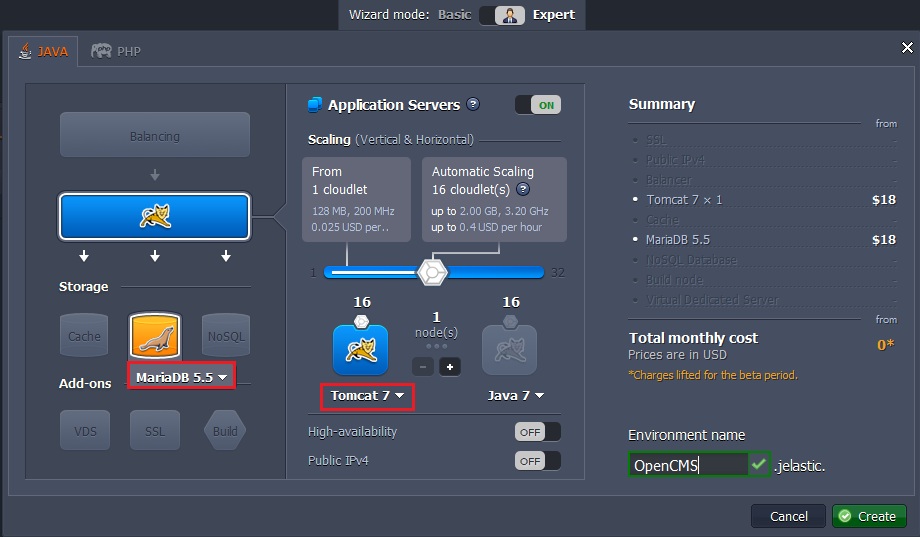 Wizard mode: Basic Expert
JAVA
php PHP
Balancing
Storage
Cache
NoSQL
MariaDB 5.5
Add-ons
VDS
SSL
Build
Application Servers ?
ON
Scaling (Vertical & Horizontal)
From
1 cloudlet
128 MB, 200 MHz
0.025 USD per..
Automatic Scaling
16 cloudlet(s) ?
up to 2.00 GB, 3.20 GHz
up to 0.4 USD per hour
1
32
16
1
node(s)
16
Tomcat 7
Java 7
High-availability OFF
Public IPv4 OFF
Summary
from
SSL -
Public IPv4 -
Balancer -
Tomcat 7 × 1 $18
Cache -
MariaDB 5.5 $18
NoSQL Database -
Build node -
Virtual Dedicated Server -
from
Total monthly cost 0*
Prices are in USD
*Charges lifted for the beta period.
Environment name
OpenCMS .jelastic.
Cancel
Create